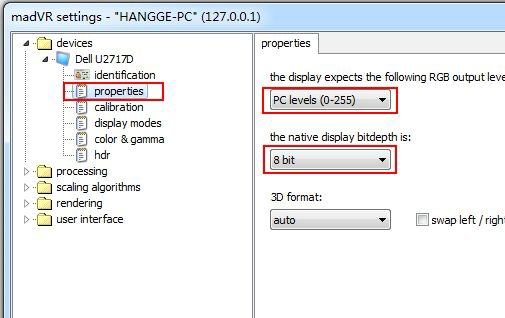 madVR settings - "HANGGE-PC" (127.0.0.1)
devices
Dell U2717D
identification
properties
calibration
display modes
color & gamma
hdr
processing
scaling algorithms
rendering
user interface
properties
the display expects the following RGB output leve
PC levels (0-255)
the native display bitdepth is:
8 bit
3D format:
auto
swap left / right